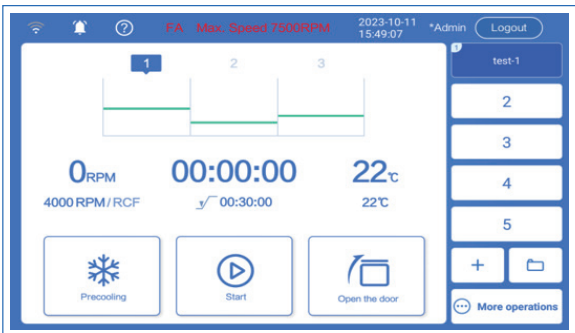 FA Max. Speed 7500RPM
2023-10-11
15:49:07
*Admin
Logout
1 2 3
0RPM 00:00:00 22℃
4000 RPM/RCF 00:30:00 22℃
Precooling
Start
Open the door
1
test-1
2
3
4
5
+
More operations